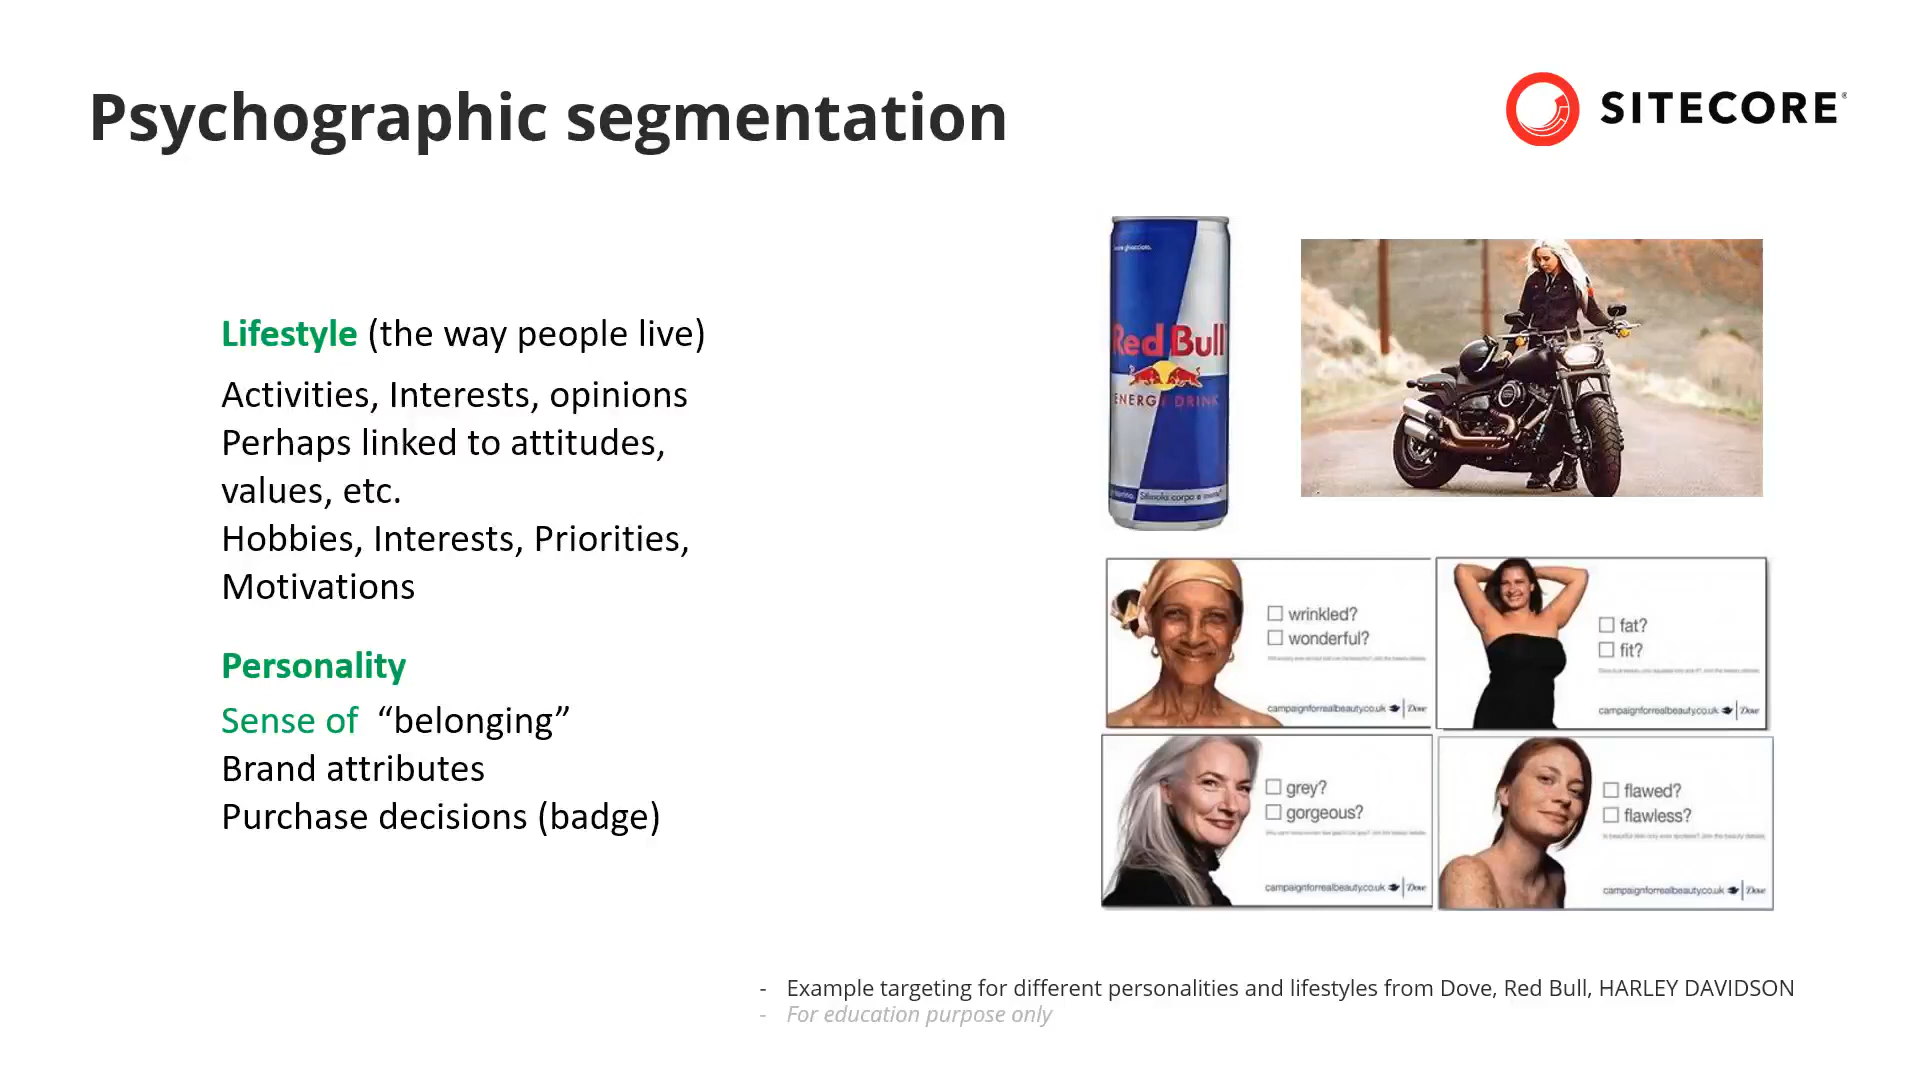 Psychographic segmentation
SITECORE
Lifestyle (the way people live)
Activities, Interests, opinions
Perhaps linked to attitudes,
values, etc.
Hobbies, Interests, Priorities,
Motivations
Personality
Sense of “belonging”
Brand attributes
Purchase decisions (badge)
Red Bull
ENERGY DRINK
wrinkled?
wonderful?
campaignforrealbeauty.co.uk Dove
fat?
fit?
campaignforrealbeauty.co.uk Dove
grey?
gorgeous?
campaignforrealbeauty.co.uk Dove
flawed?
flawless?
campaignforrealbeauty.co.uk Dove
- Example targeting for different personalities and lifestyles from Dove, Red Bull, HARLEY DAVIDSON
- For education purpose only